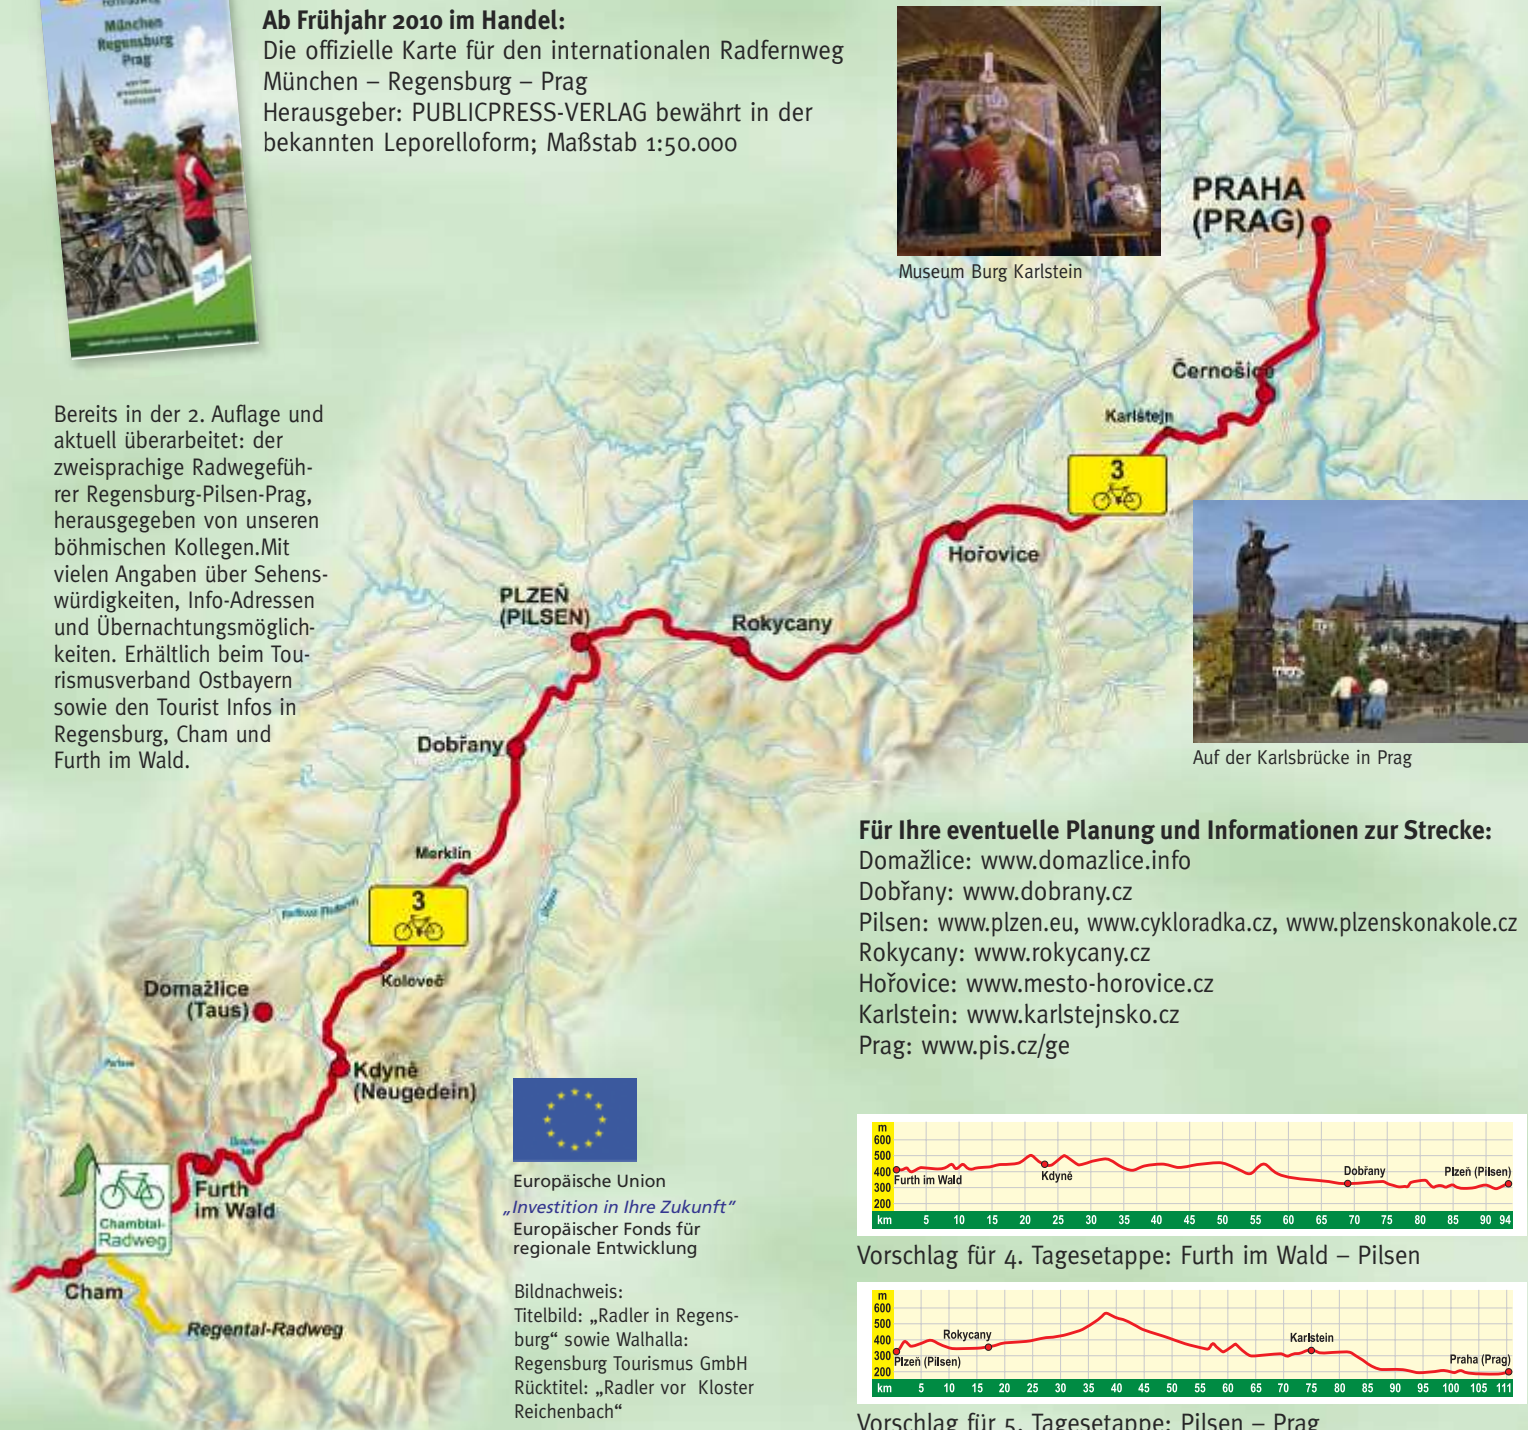 München
Regensburg
Prag
Ab Frühjahr 2010 im Handel:
Die offizielle Karte für den internationalen Radfernweg
München – Regensburg – Prag
Herausgeber: PUBLICPRESS-VERLAG bewährt in der
bekannten Leporelloform; Maßstab 1:50.000
Museum Burg Karlstein
Bereits in der 2. Auflage und
aktuell überarbeitet: der
zweisprachige Radwegefüh-
rer Regensburg-Pilsen-Prag,
herausgegeben von unseren
böhmischen Kollegen.Mit
vielen Angaben über Sehens-
würdigkeiten, Info-Adressen
und Übernachtungsmöglich-
keiten. Erhältlich beim Tou-
rismusverband Ostbayern
sowie den Tourist Infos in
Regensburg, Cham und
Furth im Wald.
PRAHA
(PRAG)
Černošice
Karlštejn
3
Hořovice
PLZEŇ
(PILSEN)
Rokycany
Dobřany
Merklín
3
Koloveč
Domažlice
(Taus)
Kdyně
(Neugedein)
Furth
im Wald
Chambtal-
Radweg
Cham
Regental-Radweg
Auf der Karlsbrücke in Prag
Für Ihre eventuelle Planung und Informationen zur Strecke:
Domažlice: www.domazlice.info
Dobřany: www.dobrany.cz
Pilsen: www.plzen.eu, www.cykloradka.cz, www.plzenskonakole.cz
Rokycany: www.rokycany.cz
Hořovice: www.mesto-horovice.cz
Karlstein: www.karlstejnsko.cz
Prag: www.pis.cz/ge
Europäische Union
„Investition in Ihre Zukunft“
Europäischer Fonds für
regionale Entwicklung
Bildnachweis:
Titelbild: „Radler in Regens-
burg“ sowie Walhalla:
Regensburg Tourismus GmbH
Rücktitel: „Radler vor Kloster
Reichenbach“
m
600
500
400
300
200
Furth im Wald
Kdyně
Dobřany
Plzeň (Pilsen)
km 5 10 15 20 25 30 35 40 45 50 55 60 65 70 75 80 85 90 94
Vorschlag für 4. Tagesetappe: Furth im Wald – Pilsen
m
600
500
400
300
200
Plzeň (Pilsen)
Rokycany
Karlstein
Praha (Prag)
km 5 10 15 20 25 30 35 40 45 50 55 60 65 70 75 80 85 90 95 100 105 111
Vorschlag für 5. Tagesetappe: Pilsen – Prag